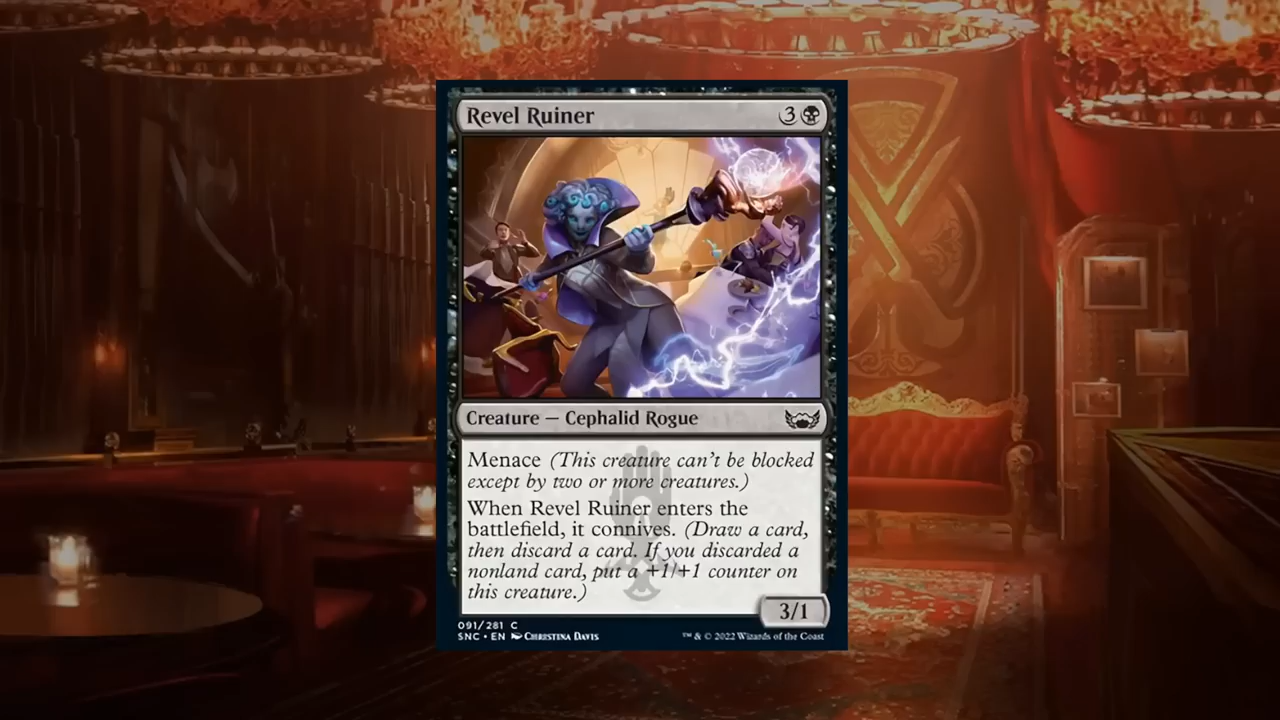 Revel Ruiner 3
Creature — Cephalid Rogue
Menace (This creature can't be blocked
except by two or more creatures.)
When Revel Ruiner enters the
battlefield, it connives. (Draw a card,
then discard a card. If you discarded a
nonland card, put a +1/+1 counter on
this creature.)
3/1
091/281 C
SNC • EN Christina Davis
™ & © 2022 Wizards of the Coast